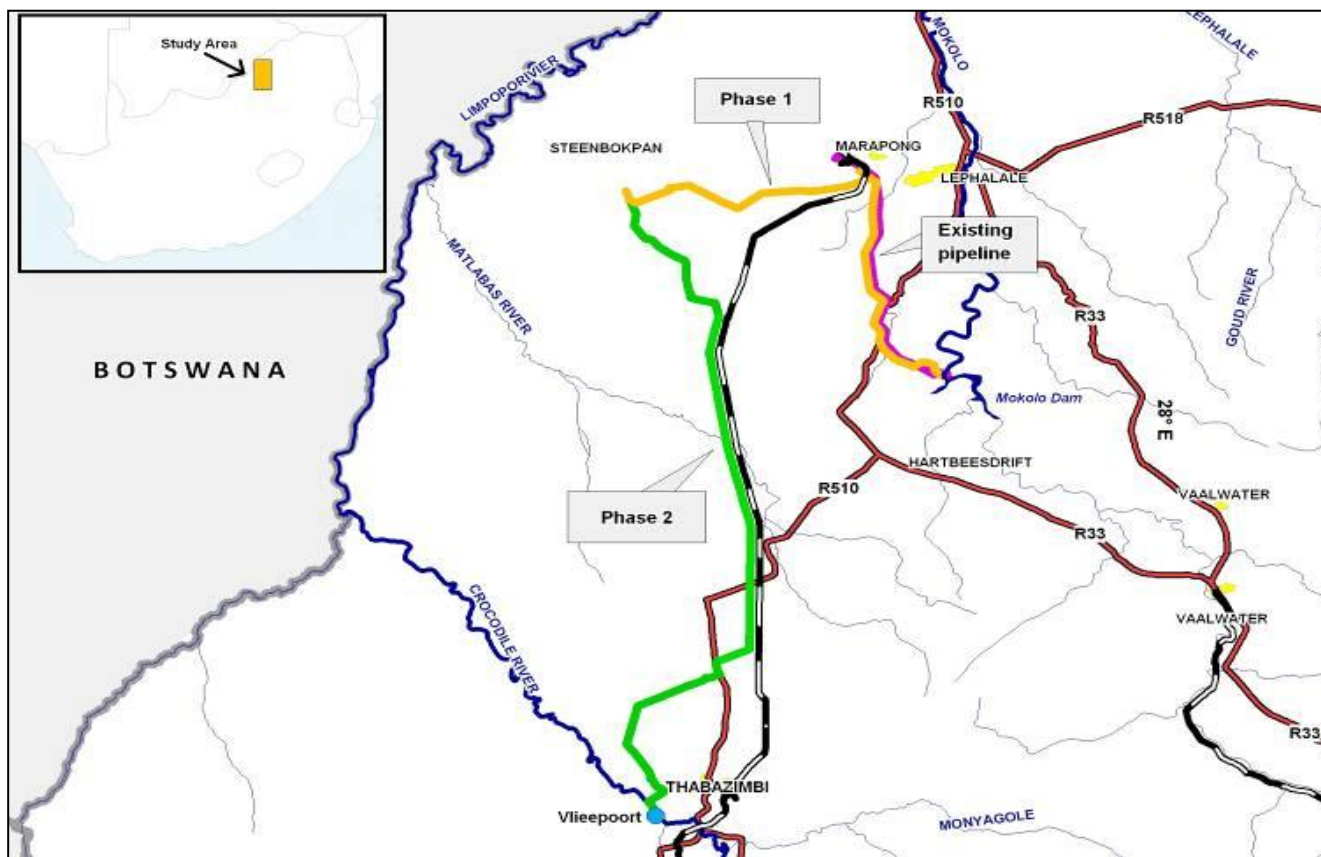 Study Area
LIMPOPORIVIER
MOKOLO
LEPHALALE
Phase 1
R510
R518
STEENBOKPAN
MARAPONG
LEPHALALE
Existing
pipeline
MATLABAS RIVER
GOUD RIVER
R33
BOTSWANA
Mokolo Dam
28° E
HARTBEESDRIFT
R510
VAALWATER
Phase 2
R33
CROCODILE RIVER
VAALWATER
R33
THABAZIMBI
Vlieepoort
MONYAGOLE